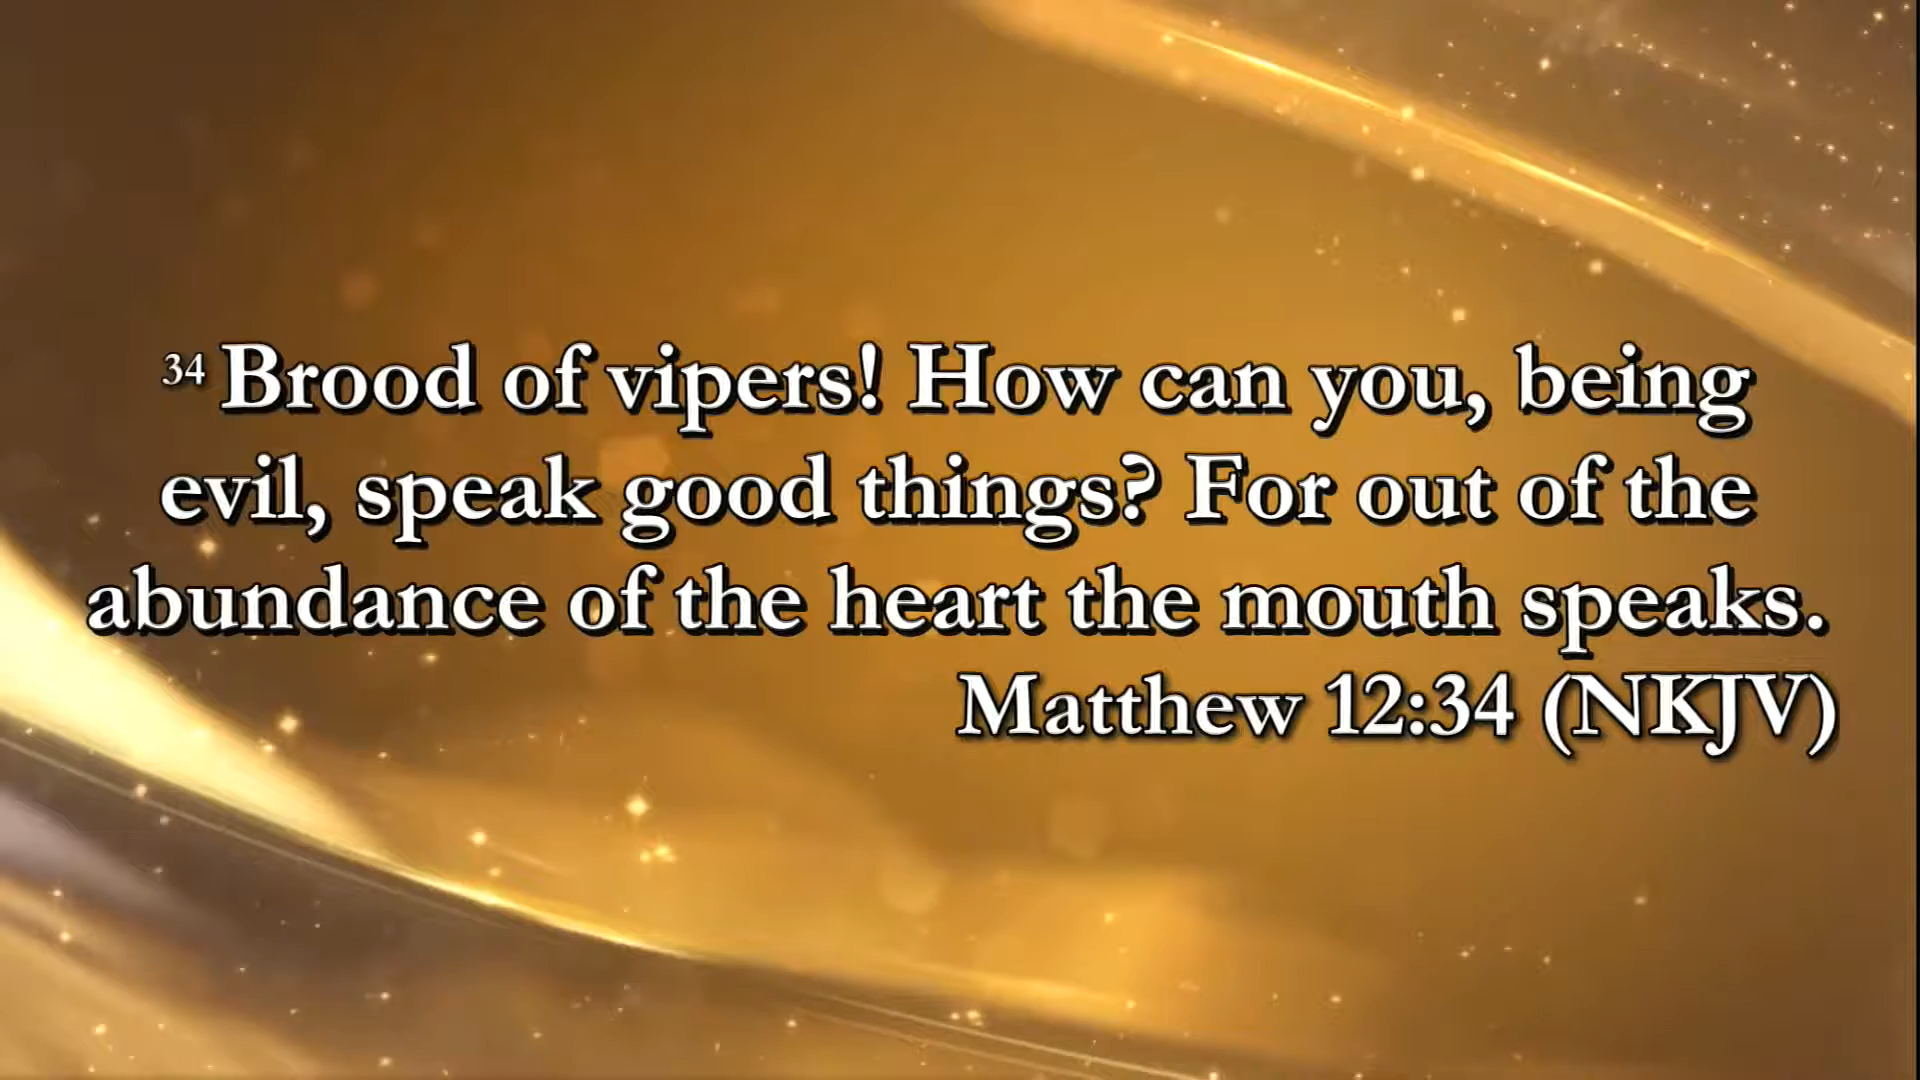 34 Brood of vipers! How can you, being
evil, speak good things? For out of the
abundance of the heart the mouth speaks.
Matthew 12:34 (NKJV)